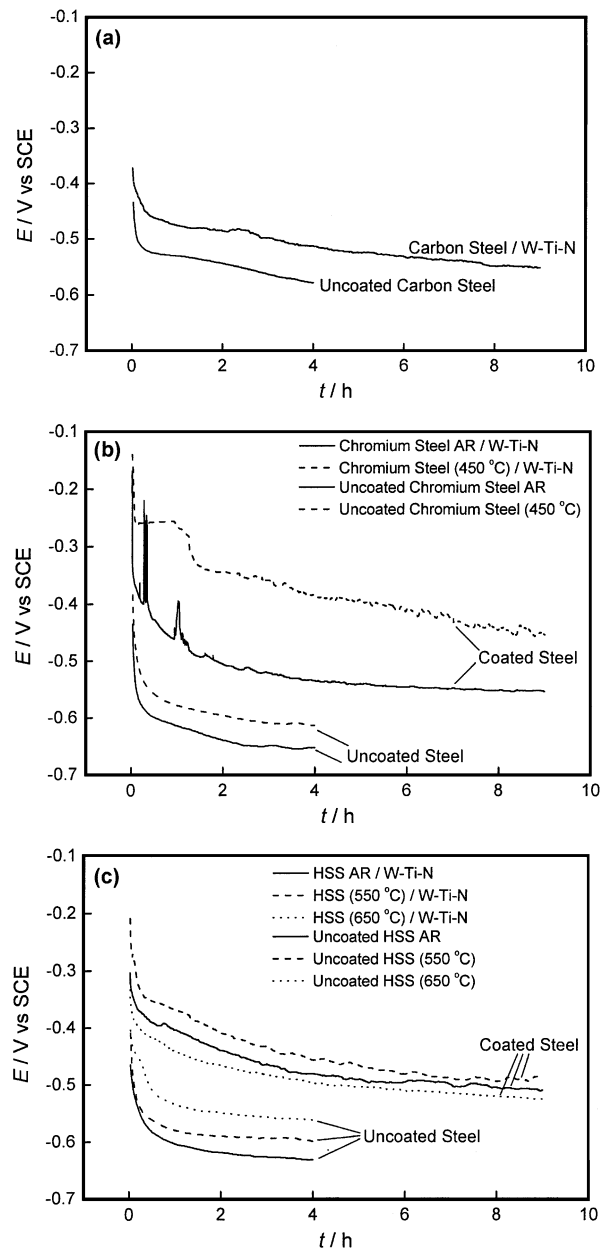 (a)
-0.1
-0.2
-0.3
-0.4
-0.5
-0.6
-0.7
E / V vs SCE
Carbon Steel / W-Ti-N
Uncoated Carbon Steel
0 2 4 6 8 10
t / h
(b)
-0.1
-0.2
-0.3
-0.4
-0.5
-0.6
-0.7
E / V vs SCE
Chromium Steel AR / W-Ti-N
Chromium Steel (450 °C) / W-Ti-N
Uncoated Chromium Steel AR
Uncoated Chromium Steel (450 °C)
Coated Steel
Uncoated Steel
0 2 4 6 8 10
t / h
(c)
-0.1
-0.2
-0.3
-0.4
-0.5
-0.6
-0.7
E / V vs SCE
HSS AR / W-Ti-N
HSS (550 °C) / W-Ti-N
HSS (650 °C) / W-Ti-N
Uncoated HSS AR
Uncoated HSS (550 °C)
Uncoated HSS (650 °C)
Coated Steel
Uncoated Steel
0 2 4 6 8 10
t / h